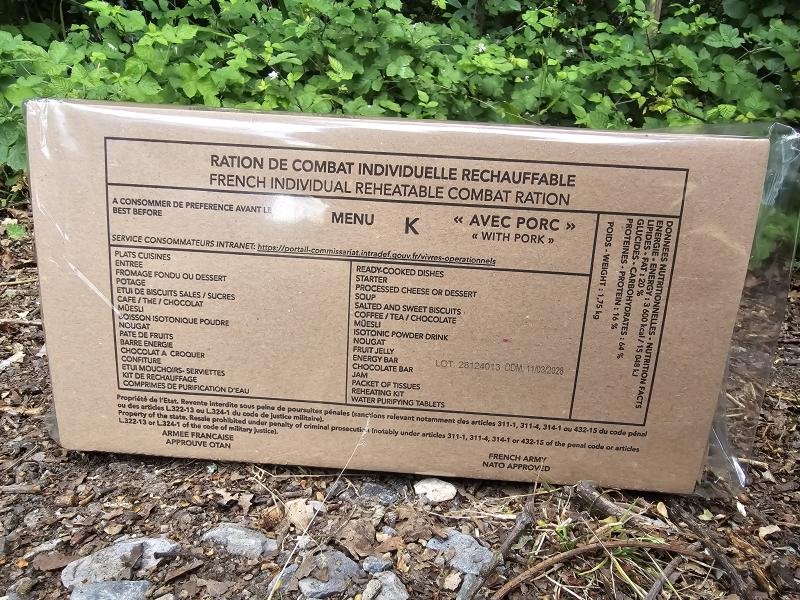 RATION DE COMBAT INDIVIDUELLE RECHAUFFABLE
FRENCH INDIVIDUAL REHEATABLE COMBAT RATION
A CONSOMMER DE PREFERENCE AVANT LE
BEST BEFORE
MENU K « AVEC PORC »
« WITH PORK »
SERVICE CONSOMMATEURS INTRANET: https://portail-commissariat.intradef.gouv.fr/vivres-operationnels
PLATS CUISINES
ENTREE
FROMAGE FONDU OU DESSERT
POTAGE
ETUI DE BISCUITS SALES / SUCRES
CAFE / THE / CHOCOLAT
MÜESLI
BOISSON ISOTONIQUE POUDRE
NOUGAT
PATE DE FRUITS
BARRE ENERGIE
CHOCOLAT A CROQUER
CONFITURE
ETUI MOUCHOIRS- SERVIETTES
KIT DE RECHAUFFAGE
COMPRIMES DE PURIFICATION D'EAU
READY-COOKED DISHES
STARTER
PROCESSED CHEESE OR DESSERT
SOUP
SALTED AND SWEET BISCUITS
COFFEE / TEA / CHOCOLATE
MÜESLI
ISOTONIC POWDER DRINK
NOUGAT
FRUIT JELLY
ENERGY BAR
CHOCOLATE BAR
JAM
PACKET OF TISSUES
REHEATING KIT
WATER PURIFYING TABLETS
LOT: 28124013 DDM: 11/03/2026
DONNEES NUTRITIONNELLES - NUTRITION FACTS
ENERGIE - ENERGY : 3 600 kcal / 15 048 kJ
LIPIDES - FAT : 20 %
GLUCIDES - CARBOHYDRATES : 64 %
PROTEINES - PROTEIN : 16 %
POIDS - WEIGHT : 1,75 kg
Propriété de l'Etat. Revente interdite sous peine de poursuites pénales (sanctions relevant notamment des articles 311-1, 311-4, 314-1 ou 432-15 du code pénal
ou des articles L.322-13 ou L.324-1 du code de justice militaire).
Property of the state. Resale prohibited under penalty of criminal prosecution (notably under articles 311-1, 311-4, 314-1 or 432-15 of the penal code or articles
L.322-13 or L.324-1 of the code of military justice).
ARMEE FRANCAISE
APPROUVE OTAN
FRENCH ARMY
NATO APPROVED